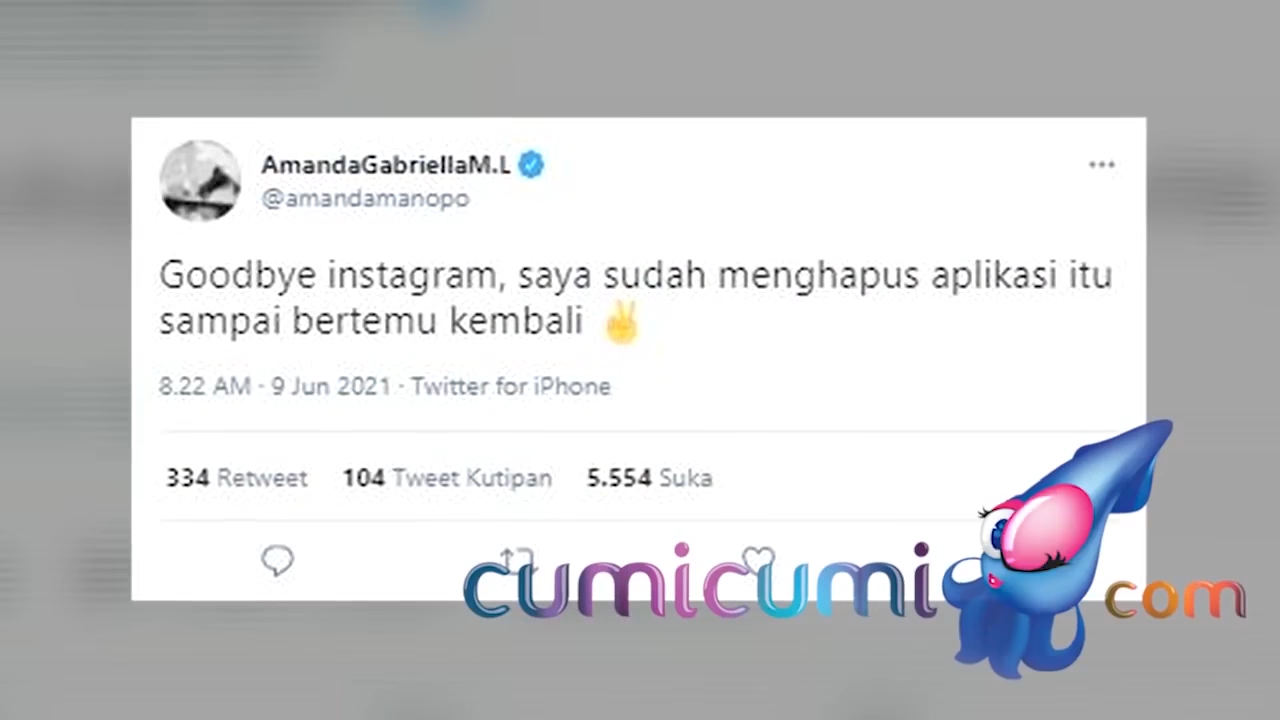 AmandaGabriellaM.L
@amandamanopo
Goodbye instagram, saya sudah menghapus aplikasi itu
sampai bertemu kembali ✌
8.22 AM · 9 Jun 2021 · Twitter for iPhone
334 Retweet 104 Tweet Kutipan 5.554 Suka
cumicumi com